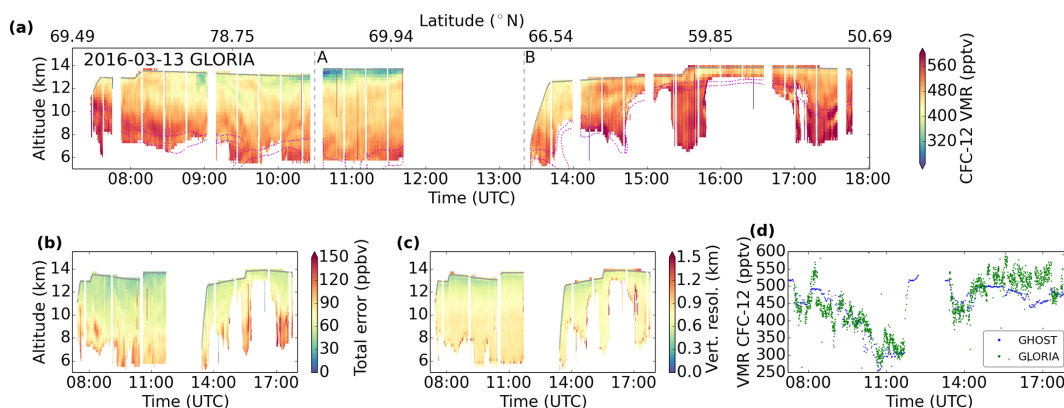 Latitude (°N)
(a)
69.49 78.75 69.94 66.54 59.85 50.69
2016-03-13 GLORIA A B
Altitude (km)
14
12
10
8
6
08:00 09:00 10:00 11:00 12:00 13:00 14:00 15:00 16:00 17:00 18:00
Time (UTC)
560
480
400
320
CFC-12 VMR (pptv)
(b)
Altitude (km)
14
12
10
8
6
08:00 11:00 14:00 17:00
Time (UTC)
150
120
90
60
30
0
Total error (ppbv)
(c)
14
12
10
8
6
08:00 11:00 14:00 17:00
Time (UTC)
1.5
1.2
0.9
0.6
0.3
0.0
Vert. resol. (km)
(d)
VMR CFC-12 (pptv)
600
550
500
450
400
350
300
250
GHOST
GLORIA
08:00 11:00 14:00 17:00
Time (UTC)